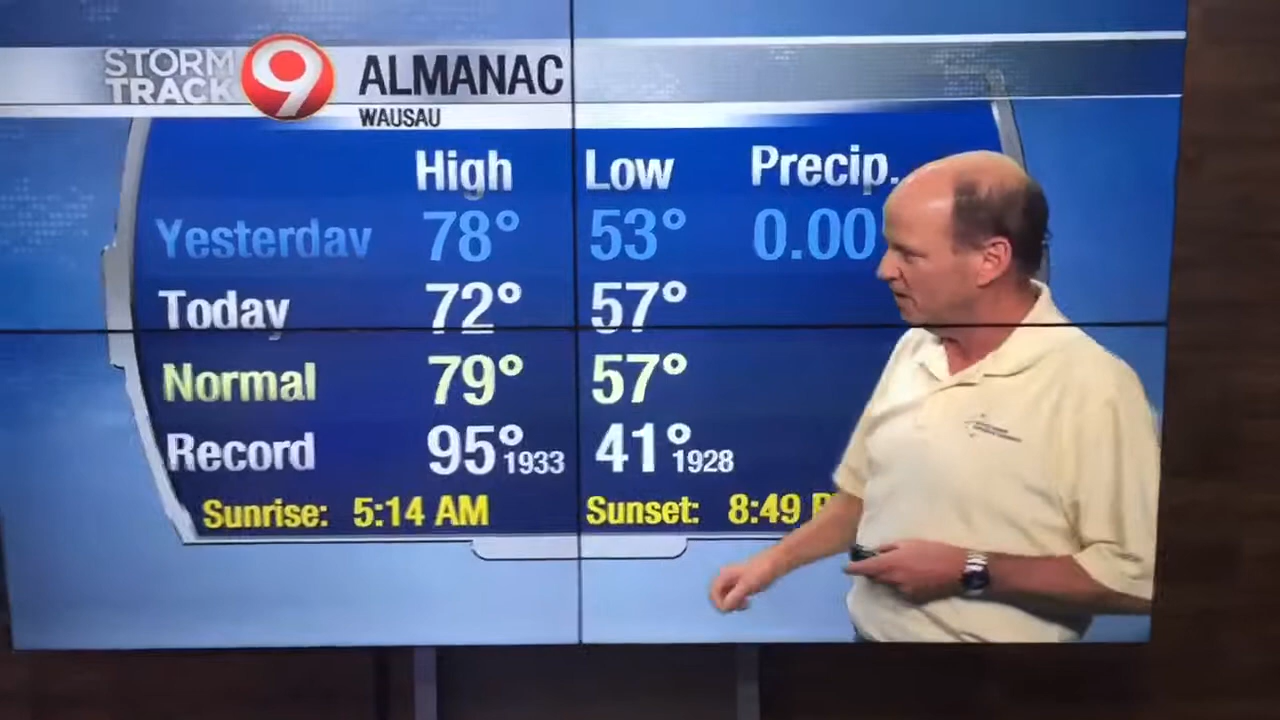 STORM TRACK 9 ALMANAC
WAUSAU
High Low Precip.
Yesterday 78° 53° 0.00
Today 72° 57°
Normal 79° 57°
Record 95° 1933 41° 1928
Sunrise: 5:14 AM Sunset: 8:49